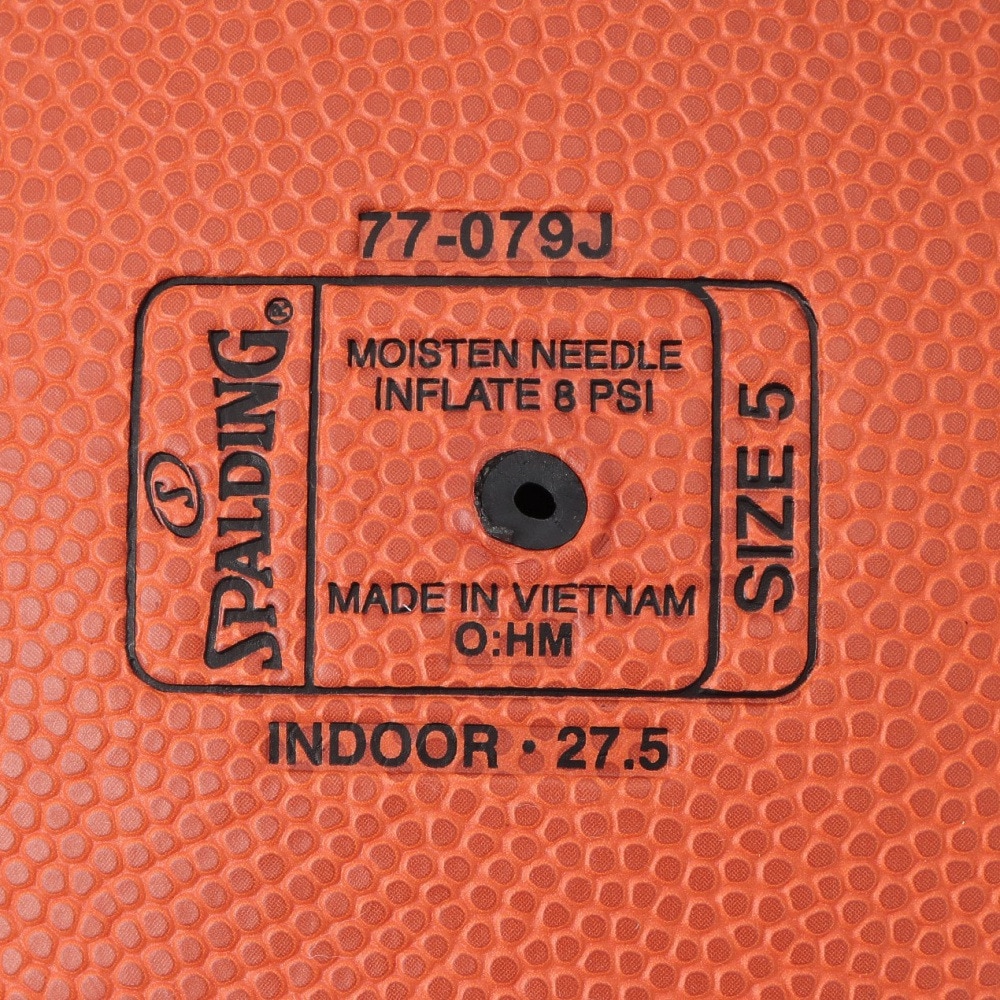 77-079J
S SPALDING®
MOISTEN NEEDLE
INFLATE 8 PSI
MADE IN VIETNAM
O:HM
SIZE 5
INDOOR · 27.5